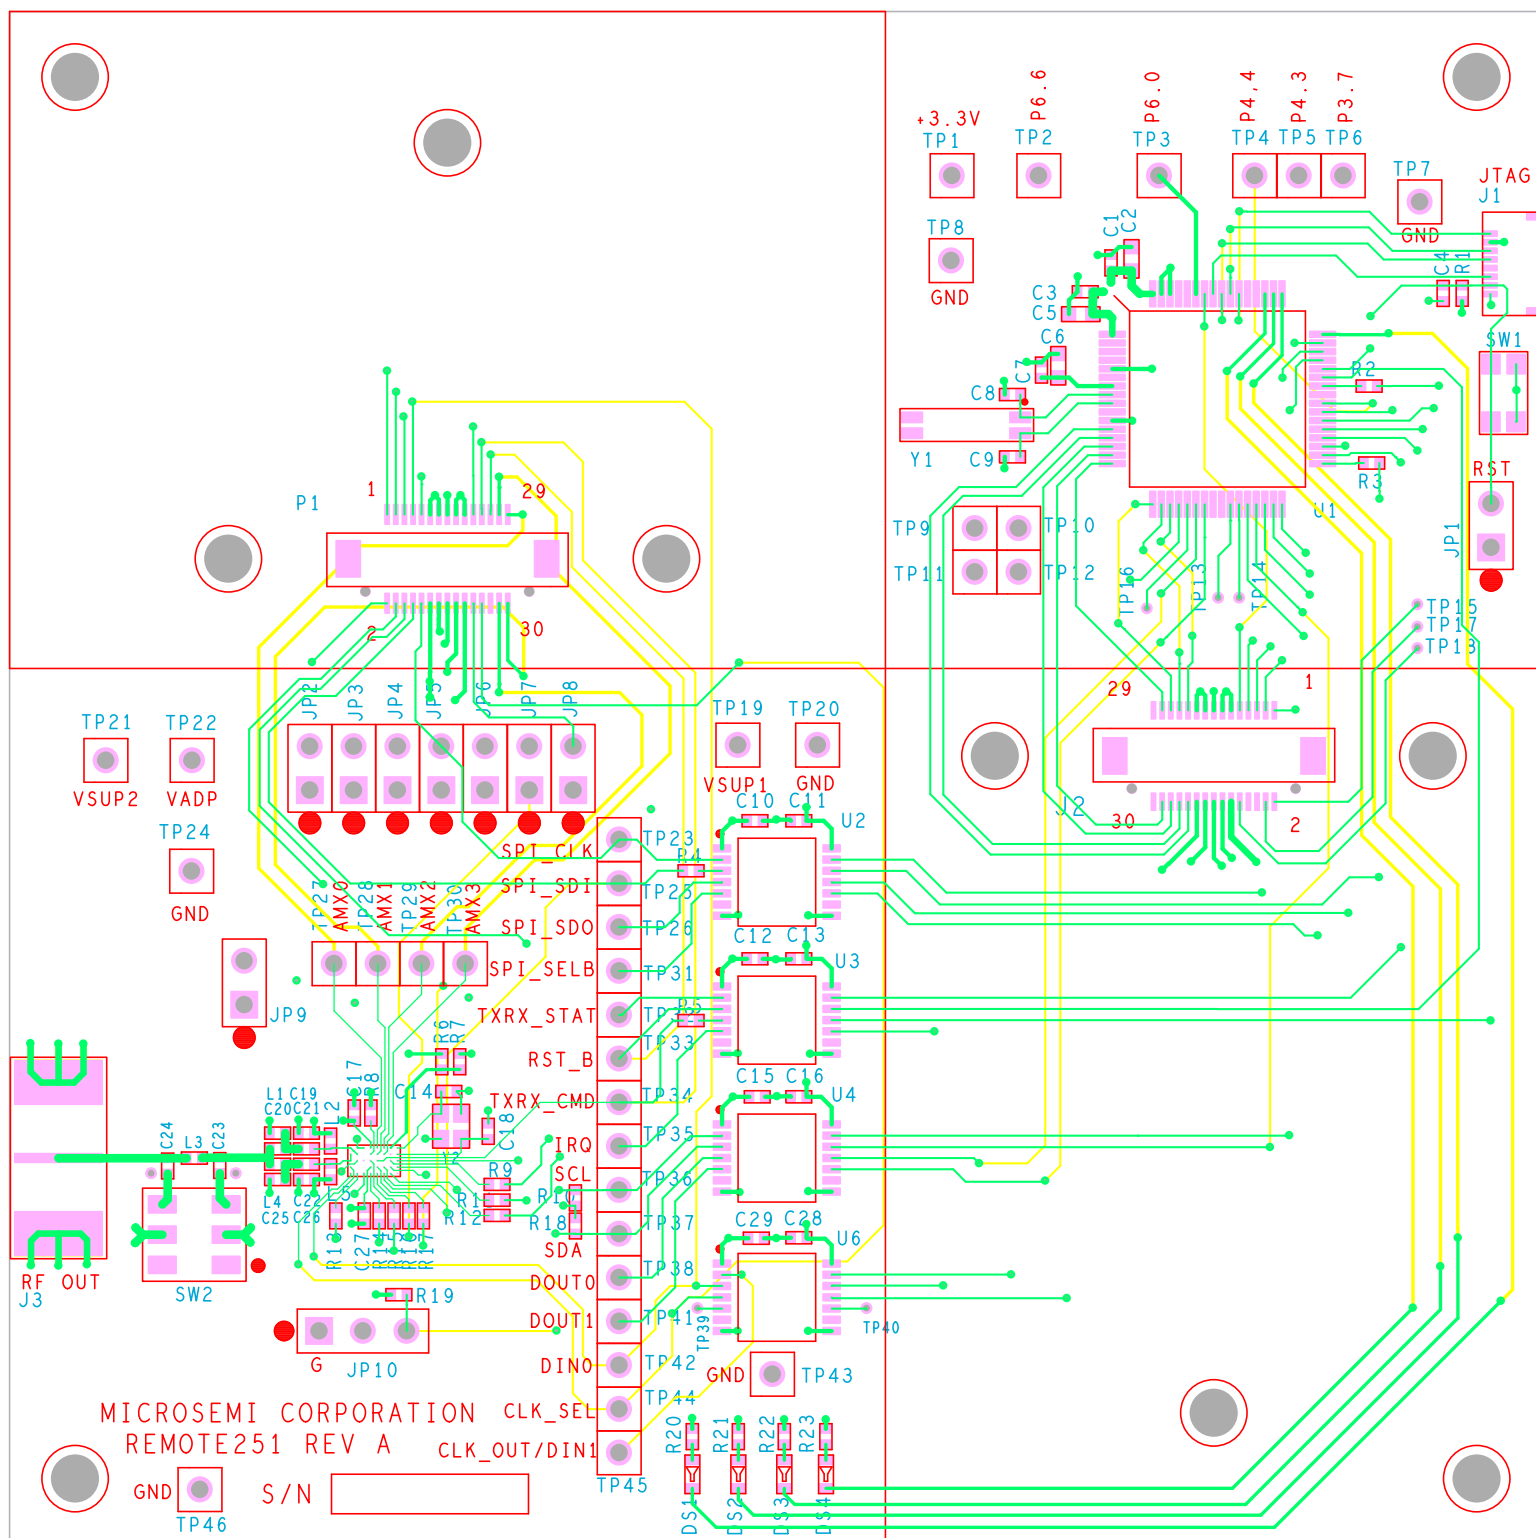 P6.6
P6.0
P4,4
P4.3
P3.7
+3.3V
TP1
TP2
TP3
TP4
TP5
TP6
TP7
JTAG
J1
GND
TP8
GND
C1
C2
C3
C5
C4
R1
C6
C7
C8
SW1
R2
Y1
C9
R3
RST
P1
1
29
U1
JP1
TP9
TP10
TP11
TP12
TP16
TP13
TP14
TP15
TP17
TP18
2
30
29
1
JP2
JP3
JP4
JP5
JP6
JP7
JP8
TP21
TP22
VSUP2
VADP
TP19
TP20
VSUP1
GND
J2
30
2
TP24
GND
C10
C11
U2
TP23
SPI_CLK
R4
SPI_SDI
TP25
SPI_SDO
TP26
TP27
AMX0
TP28
AMX1
TP29
AMX2
TP30
AMX3
SPI_SELB
TP31
C12
C13
U3
JP9
TXRX_STAT
R5
TP33
RST_B
R6
R7
C14
TXRX_CMD
TP34
C15
C16
U4
C17
R8
L1
C19
C20
C21
L2
C18
Y2
IRQ
TP35
SCL
TP36
C24
L3
C23
R9
R12
R18
L4
C22
C25
C26
L5
R13
C27
R14
R17
SDA
TP37
C29
C28
U6
DOUT0
TP38
DOUT1
TP41
TP39
TP40
RF OUT
J3
SW2
R19
JP10
G
DIN0
TP42
GND
TP43
CLK_SEL
TP44
CLK_OUT/DIN1
TP45
MICROSEMI CORPORATION
REMOTE251 REV A
GND
TP46
S/N
R20
R21
R22
R23
DS1
DS2
DS3
DS4